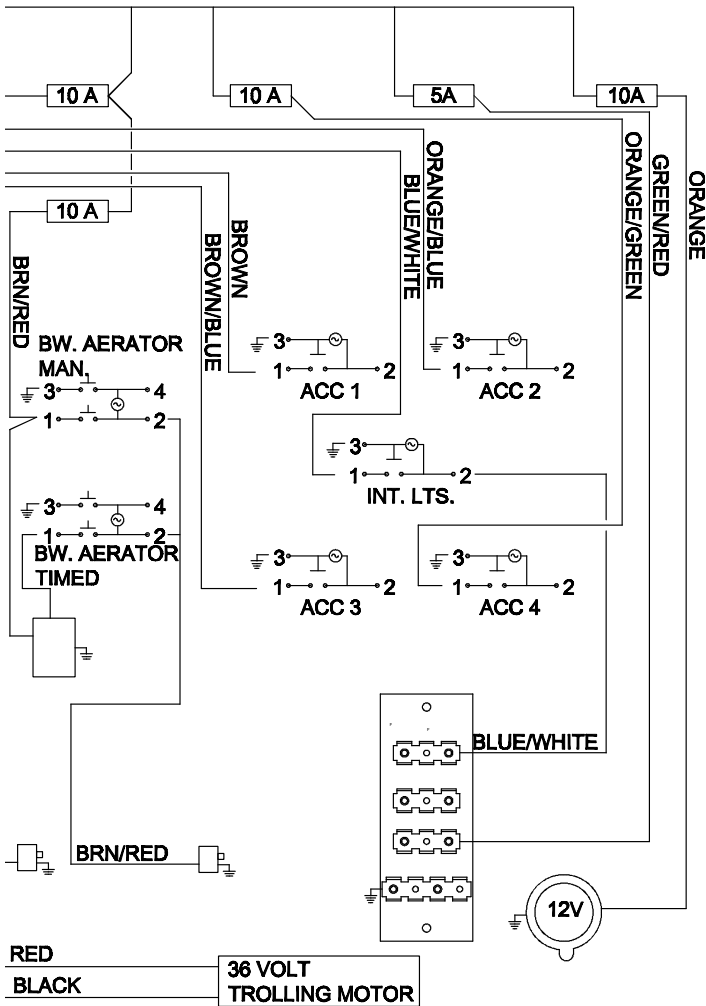 10 A
10 A
5A
10A
10 A
BRN/RED
BROWN/BLUE
BROWN
BLUE/WHITE
ORANGE/BLUE
ORANGE/GREEN
GREEN/RED
ORANGE
BW. AERATOR
MAN.
3 4
1 2
3
1 2
ACC 1
3
1 2
ACC 2
3
1 2
INT. LTS.
3 4
1 2
BW. AERATOR
TIMED
3
1 2
ACC 3
3
1 2
ACC 4
BLUE/WHITE
BRN/RED
12V
RED
BLACK
36 VOLT
TROLLING MOTOR